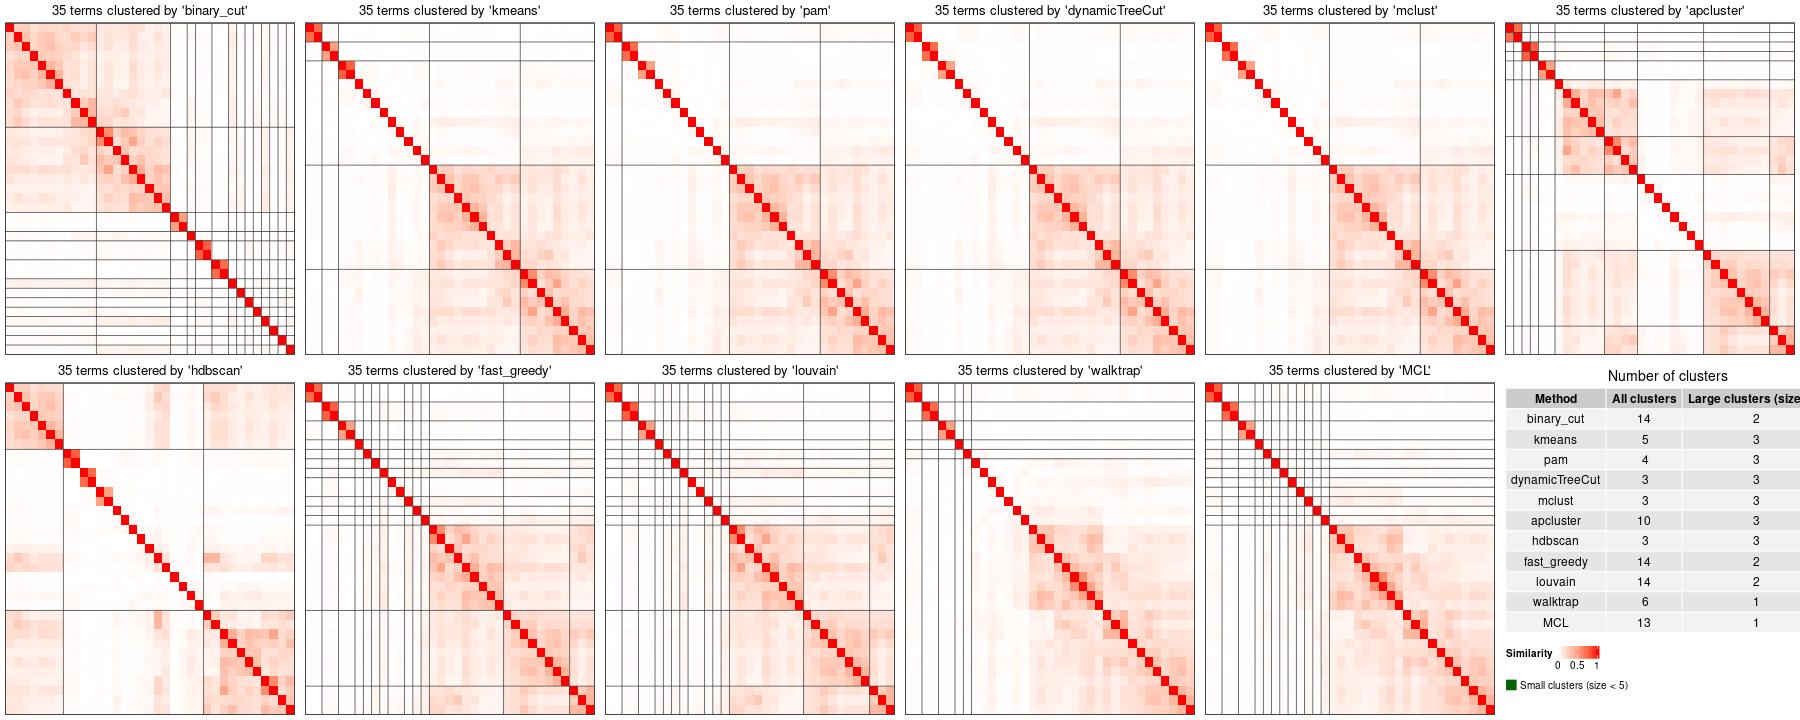 35 terms clustered by 'binary_cut'
35 terms clustered by 'kmeans'
35 terms clustered by 'pam'
35 terms clustered by 'dynamicTreeCut'
35 terms clustered by 'mclust'
35 terms clustered by 'apcluster'
35 terms clustered by 'hdbscan'
35 terms clustered by 'fast_greedy'
35 terms clustered by 'louvain'
35 terms clustered by 'walktrap'
35 terms clustered by 'MCL'
Number of clusters
Method All clusters Large clusters (size
binary_cut 14 2
kmeans 5 3
pam 4 3
dynamicTreeCut 3 3
mclust 3 3
apcluster 10 3
hdbscan 3 3
fast_greedy 14 2
louvain 14 2
walktrap 6 1
MCL 13 1
Similarity
0 0.5 1
Small clusters (size < 5)